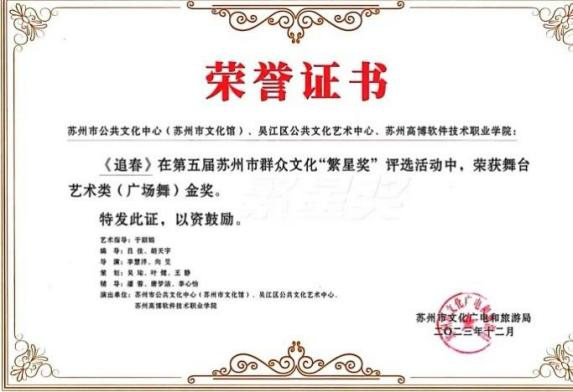 荣誉证书
苏州市公共文化中心（苏州市文化馆）、吴江区公共文化艺术中心、苏州高博软件技术职业学院：
《追春》在第五届苏州市群众文化“繁星奖”评选活动中，荣获舞台
艺术类（广场舞）金奖。
特发此证，以资鼓励。
繁星奖
艺术指导：于丽娟
编 导：吕佳、胡天宇
导 演：李慧洋、向旻
策 划：吴瑜、叶健、王静
辅 导：潘蓉、唐梦洁、李心怡
演出单位：苏州市公共文化中心（苏州市文化馆）、吴江区公共文化艺术中心、
苏州高博软件技术职业学院
苏州市文化广电和旅游局
二〇二三年十二月